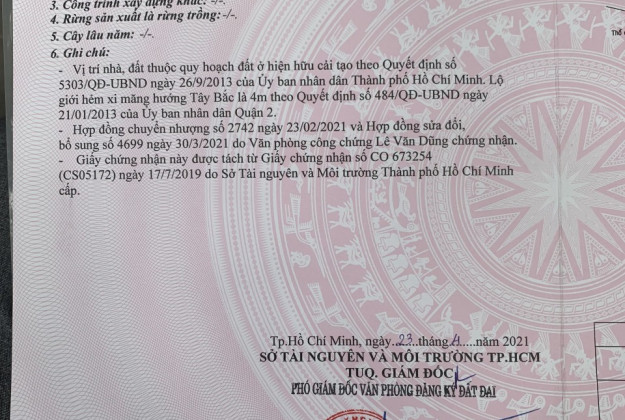 3. Công trình xây dựng khác: -/-.
4. Rừng sản xuất là rừng trồng:-/-.
5. Cây lâu năm: -/-.
6. Ghi chú:
- Vị trí nhà, đất thuộc quy hoạch đất ở hiện hữu cải tạo theo Quyết định số
5303/QĐ-UBND ngày 26/9/2013 của Ủy ban nhân dân Thành phố Hồ Chí Minh. Lộ
giới hẻm xi măng hướng Tây Bắc là 4m theo Quyết định số 484/QĐ-UBND ngày
21/01/2013 của Ủy ban nhân dân Quận 2.
- Hợp đồng chuyển nhượng số 2742 ngày 23/02/2021 và Hợp đồng sửa đổi,
bổ sung số 4699 ngày 30/3/2021 do Văn phòng công chứng Lê Văn Dũng chứng nhận.
- Giấy chứng nhận này được tách từ Giấy chứng nhận số CO 673254
(CS05172) ngày 17/7/2019 do Sở Tài nguyên và Môi trường Thành phố Hồ Chí Minh
cấp.
Tp.Hồ Chí Minh, ngày..23..tháng.4.....năm 2021
SỞ TÀI NGUYÊN VÀ MÔI TRƯỜNG TP.HCM
TUQ. GIÁM ĐỐC
PHÓ GIÁM ĐỐC VĂN PHÒNG ĐĂNG KÝ ĐẤT ĐAI